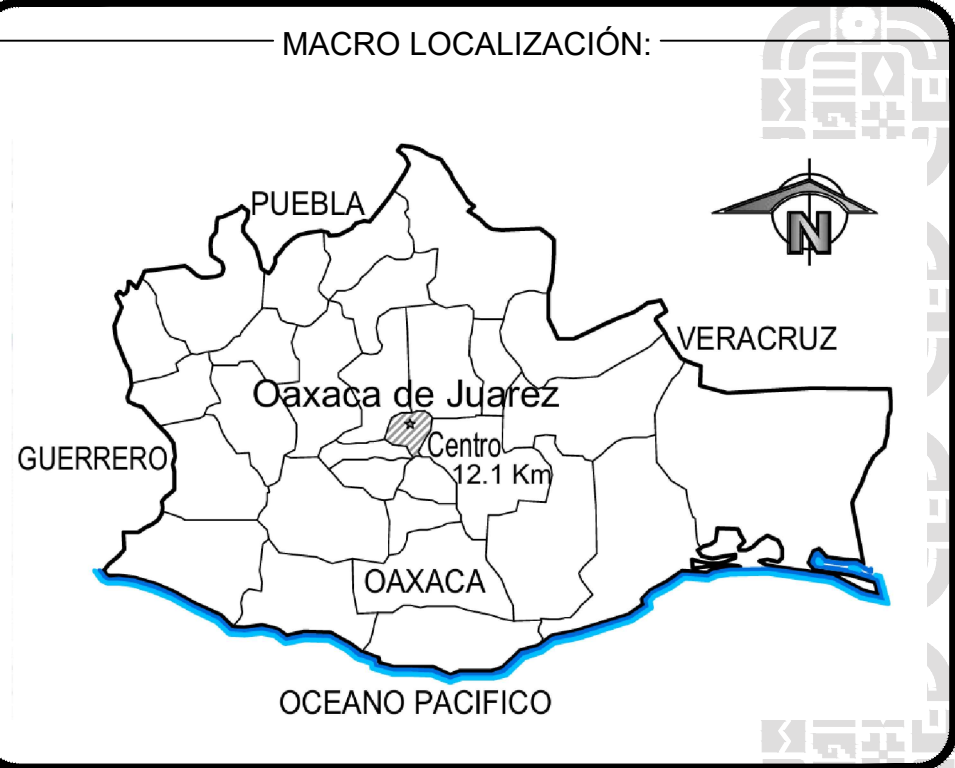 MACRO LOCALIZACIÓN:
PUEBLA
N
VERACRUZ
Oaxaca de Juarez
Centro
GUERRERO
12.1 Km
OAXACA
OCEANO PACIFICO